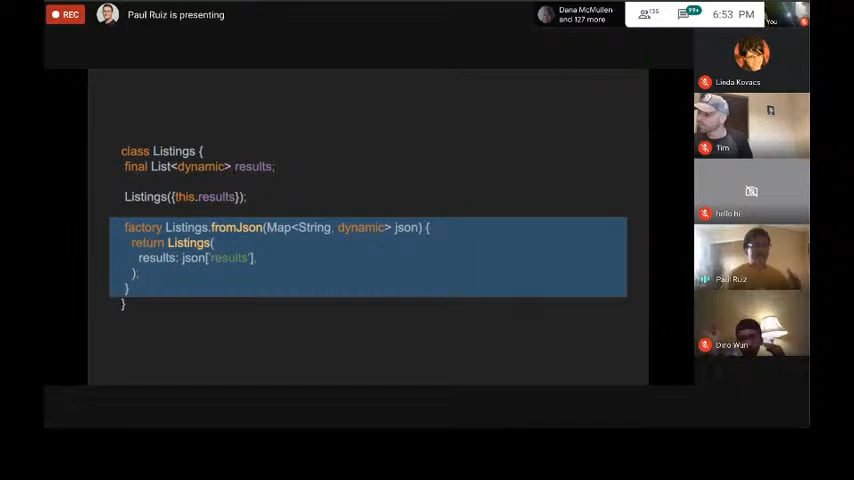 REC
Paul Ruiz is presenting
Dana McMullen
and 127 more
135
99+
6:53 PM
You
Linda Kovacs
Tim
hello hi
Paul Ruiz
Dino Wun
class Listings {
final List<dynamic> results;
Listings({this.results});
factory Listings.fromJson(Map<String, dynamic> json) {
return Listings(
results: json['results'],
);
}
}